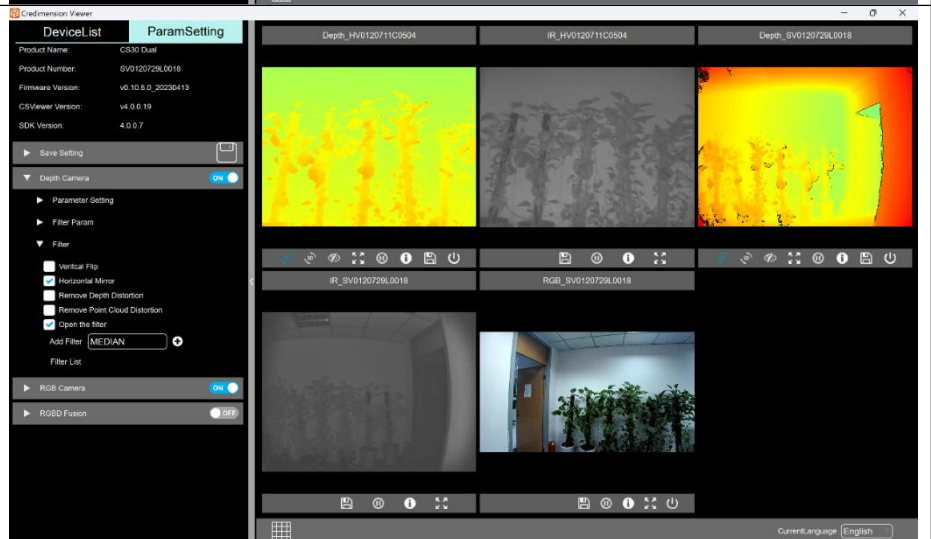 Credimension Viewer
DeviceList ParamSetting
Product Name: CS30 Dual
Product Number: SV0120729L0018
Firmware Version: v0.10.5.0_20230413
CSViewer Version: v4.0.0.19
SDK Version: 4.0.0.7
Save Setting
Depth Camera ON
Parameter Setting
Filter Param
Filter
Veritcal Flip
Horizontal Mirror
Remove Depth Distortion
Remove Point Cloud Distortion
Open the filter
Add Filter MEDIAN
Filter List
RGB Camera ON
RGBD Fusion OFF
Depth_HV0120711C0504
IR_HV0120711C0504
Depth_SV0120729L0018
IR_SV0120729L0018
RGB_SV0120729L0018
CurrentLanguage English